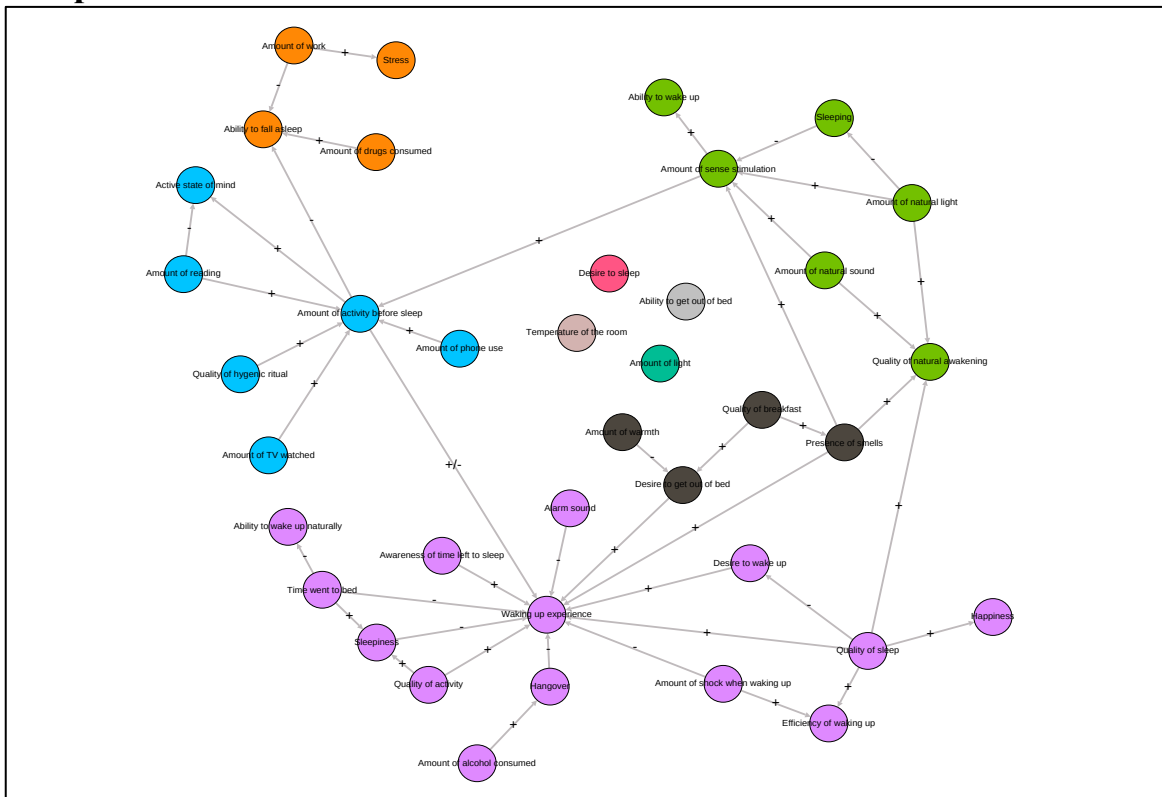 Amount of work
+
Stress
-
Ability to fall asleep
+
Amount of drugs consumed
Active state of mind
-
-
+
Amount of reading
+
Amount of activity before sleep
+
Amount of phone use
+
Quality of hygenic ritual
+
Amount of TV watched
+/-
+
Ability to wake up
+
Sleeping
-
-
Amount of sense stimulation
+
Amount of natural light
+
Amount of natural sound
+
+
+
Quality of natural awakening
Desire to sleep
Ability to get out of bed
Temperature of the room
Amount of light
Quality of breakfast
+
+
Amount of warmth
-
-
Presence of smells
Desire to get out of bed
+
+
+
Alarm sound
-
Ability to wake up naturally
-
Awareness of time left to sleep
+
Desire to wake up
+
-
Time went to bed
-
+
Waking up experience
Happiness
+
+
Sleepiness
-
+
+
-
Quality of sleep
Quality of activity
-
Hangover
Amount of shock when waking up
+
+
Efficiency of waking up
+
Amount of alcohol consumed